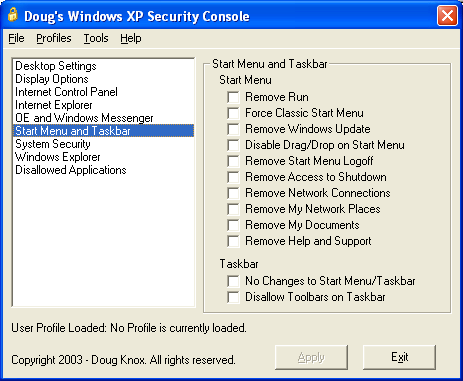 Doug's Windows XP Security Console
File Profiles Tools Help
Desktop Settings
Display Options
Internet Control Panel
Internet Explorer
OE and Windows Messenger
Start Menu and Taskbar
System Security
Windows Explorer
Disallowed Applications
Start Menu and Taskbar
Start Menu
Remove Run
Force Classic Start Menu
Remove Windows Update
Disable Drag/Drop on Start Menu
Remove Start Menu Logoff
Remove Access to Shutdown
Remove Network Connections
Remove My Network Places
Remove My Documents
Remove Help and Support
Taskbar
No Changes to Start Menu/Taskbar
Disallow Toolbars on Taskbar
User Profile Loaded: No Profile is currently loaded.
Copyright 2003 - Doug Knox. All rights reserved.
Apply
Exit